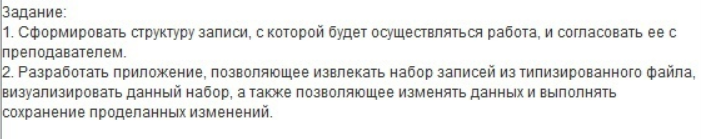 Задание:
1. Сформировать структуру записи, с которой будет осуществляться работа, и согласовать ее с
преподавателем.
2. Разработать приложение, позволяющее извлекать набор записей из типизированного файла,
визуализировать данный набор, а также позволяющее изменять данных и выполнять
сохранение проделанных изменений.